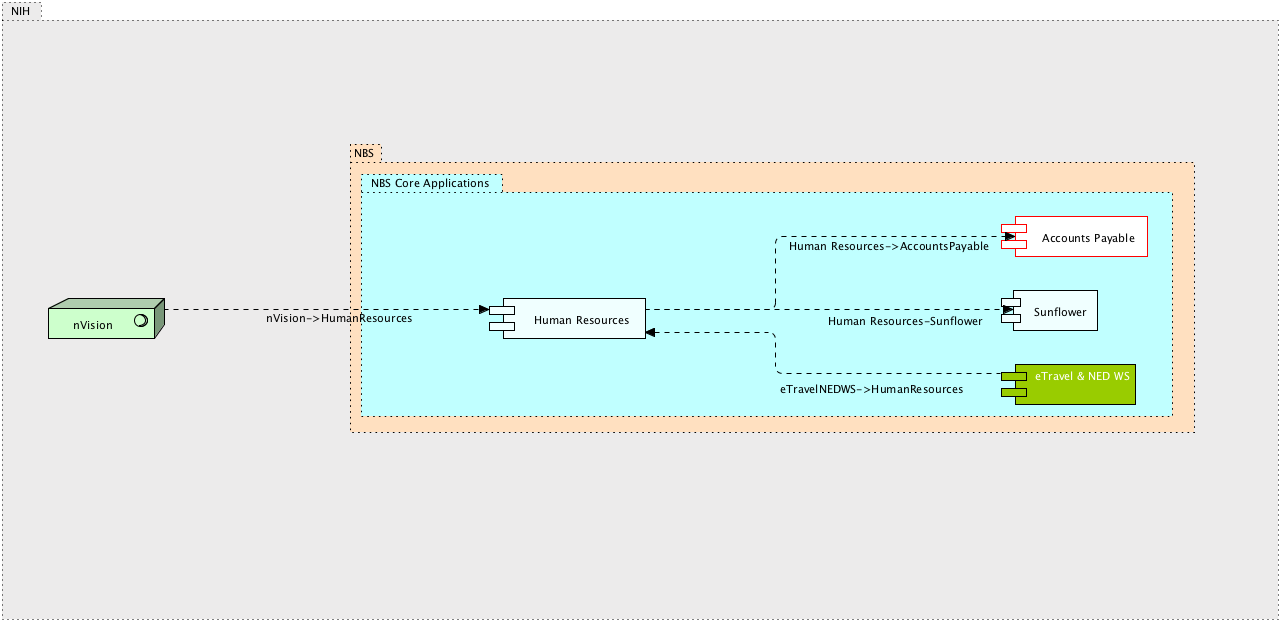 NIH
NBS
NBS Core Applications
Accounts Payable
Human Resources->AccountsPayable
nVision
nVision->HumanResources
Human Resources
Human Resources-Sunflower
Sunflower
eTravel & NED WS
eTravelNEDWS->HumanResources